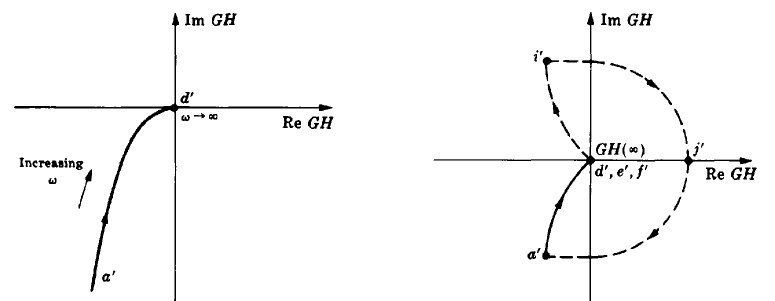 Im GH
d′
ω → ∞
Re GH
Increasing
ω
a′
Im GH
i′
GH(∞)
d′, e′, f′
j′
Re GH
a′